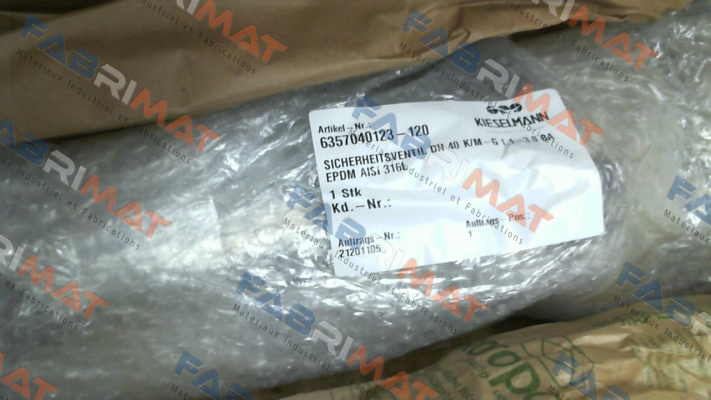 KIESELMANN
Artikel-Nr.:
6357040123-120
SICHERHEITSVENTIL DN 40 K/M-G
EPDM AISI 316L
1 Stk
Kd.-Nr.:
Auftrags-Nr.:
21201105
Auftrags-Pos.:
1
FABRIMAT
Materiaux Industriel et Fabrications